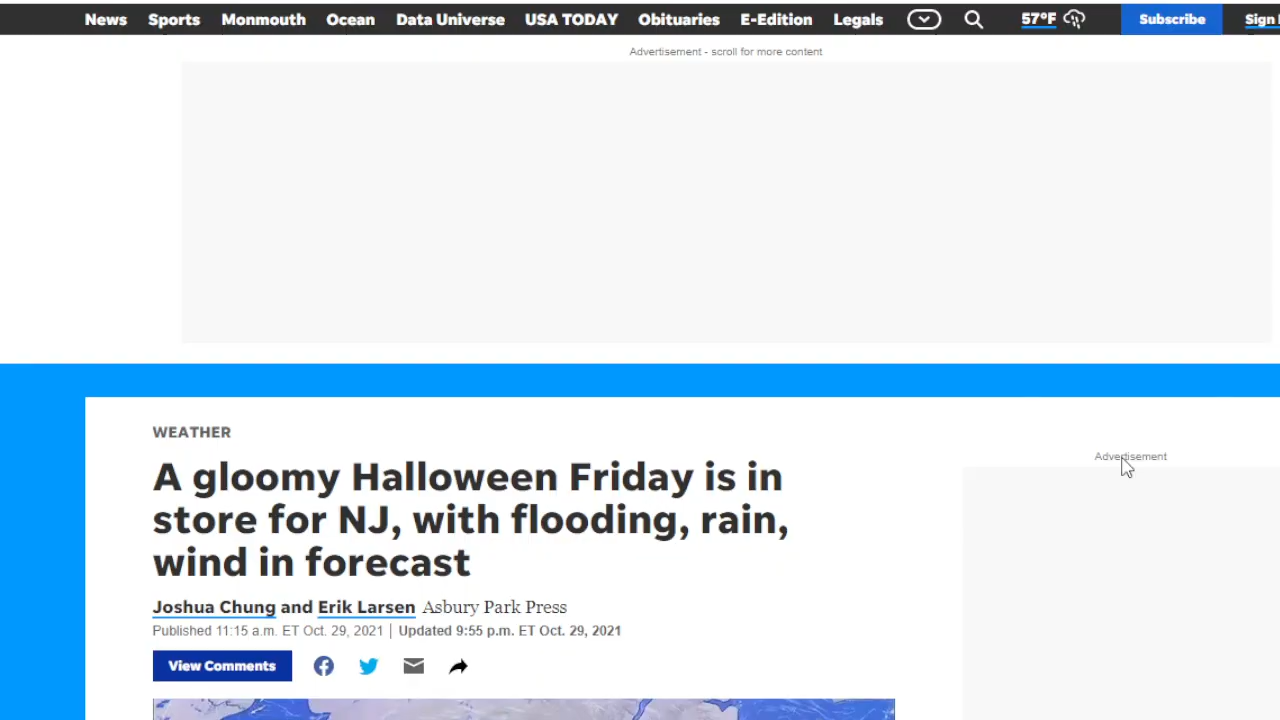 News Sports Monmouth Ocean Data Universe USA TODAY Obituaries E-Edition Legals 57°F Subscribe Sign
Advertisement - scroll for more content
WEATHER
Advertisement
A gloomy Halloween Friday is in
store for NJ, with flooding, rain,
wind in forecast
Joshua Chung and Erik Larsen Asbury Park Press
Published 11:15 a.m. ET Oct. 29, 2021 | Updated 9:55 p.m. ET Oct. 29, 2021
View Comments